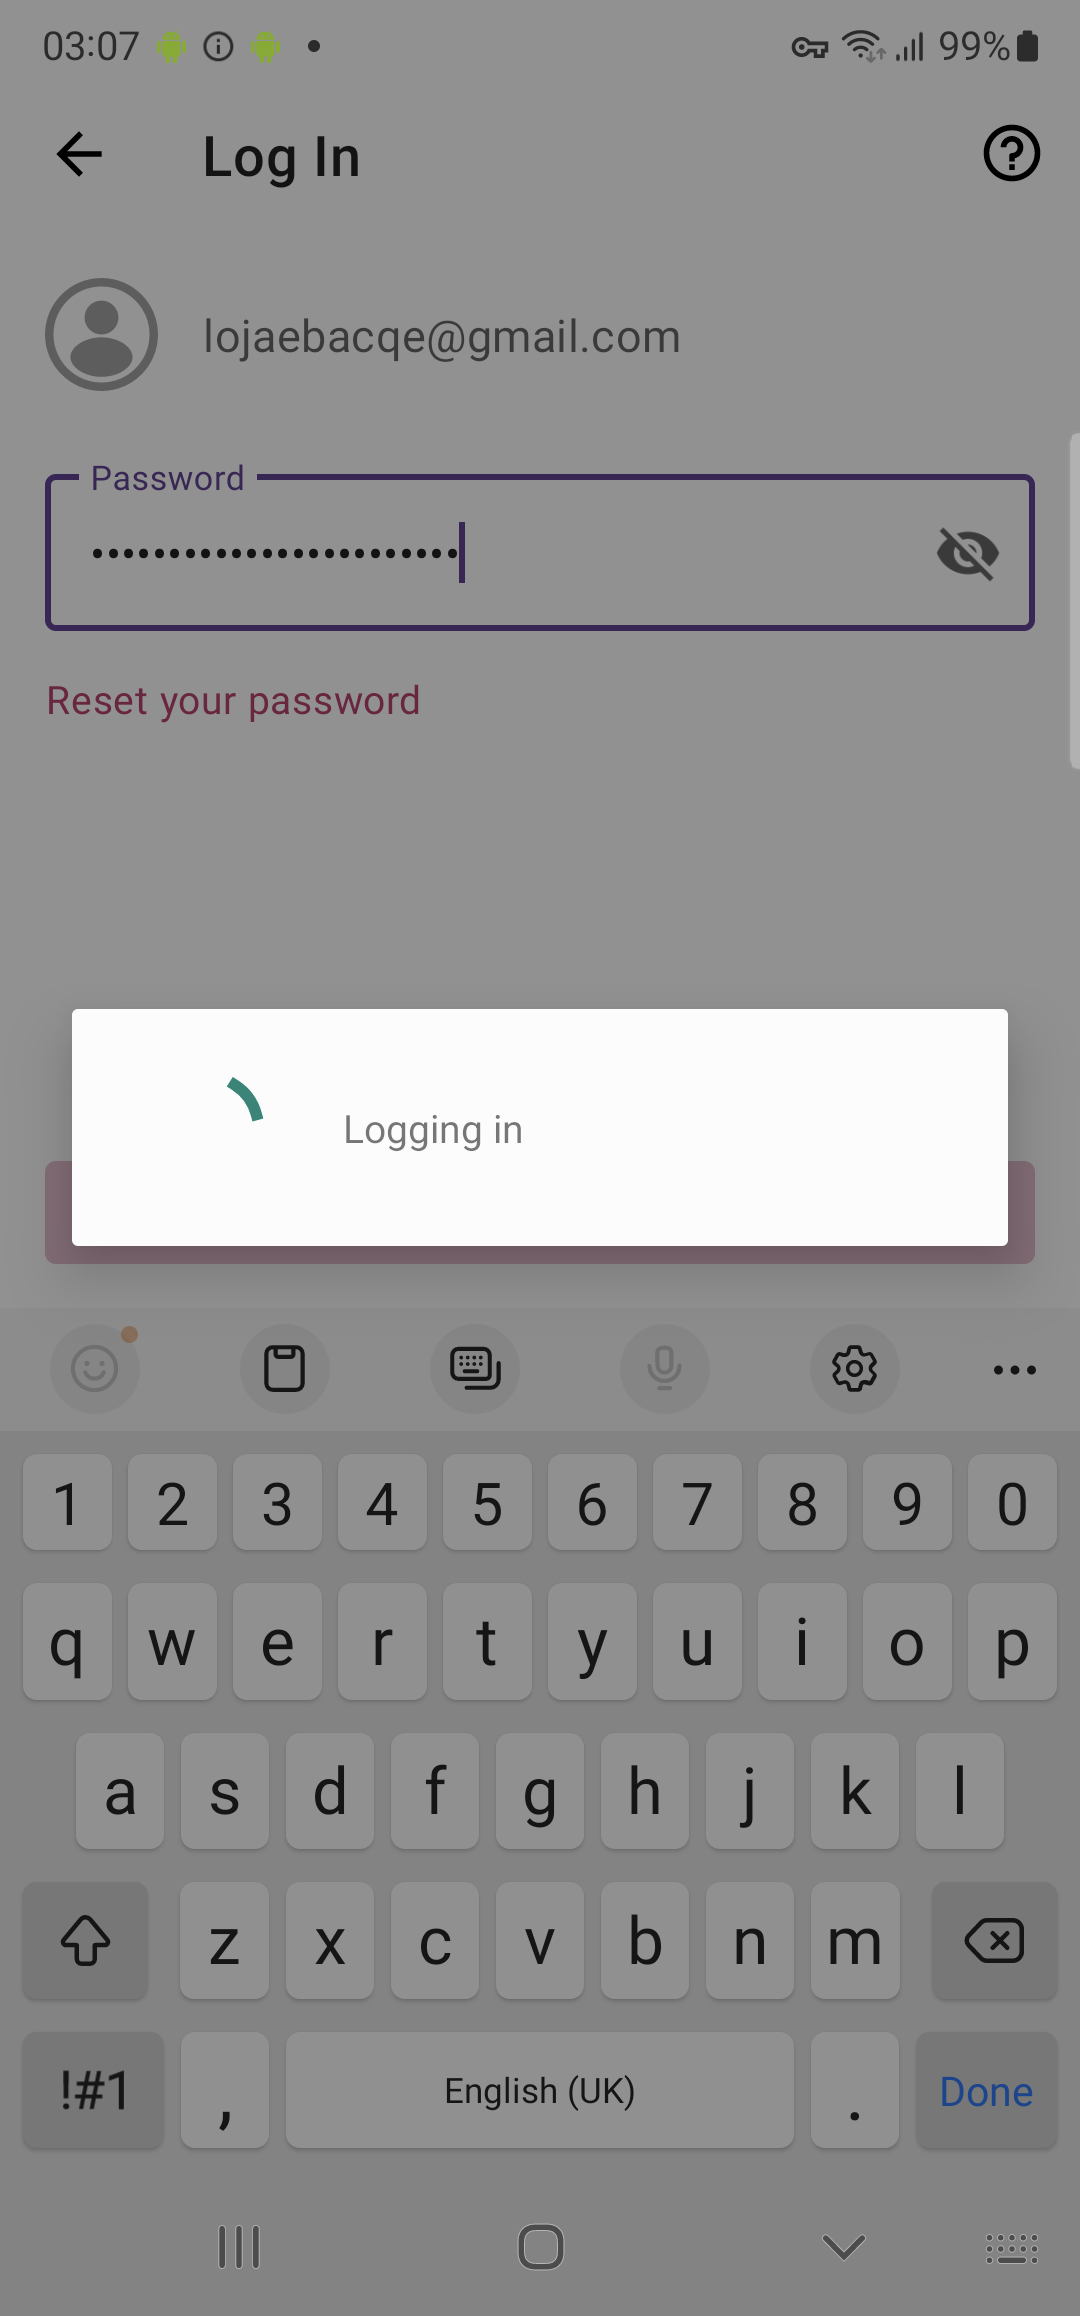 03:07
99%
Log In
lojaebacqe@gmail.com
Password
••••••••••••••••••••••••
Reset your password
Logging in
1 2 3 4 5 6 7 8 9 0
q w e r t y u i o p
a s d f g h j k l
z x c v b n m
!#1 , English (UK) . Done